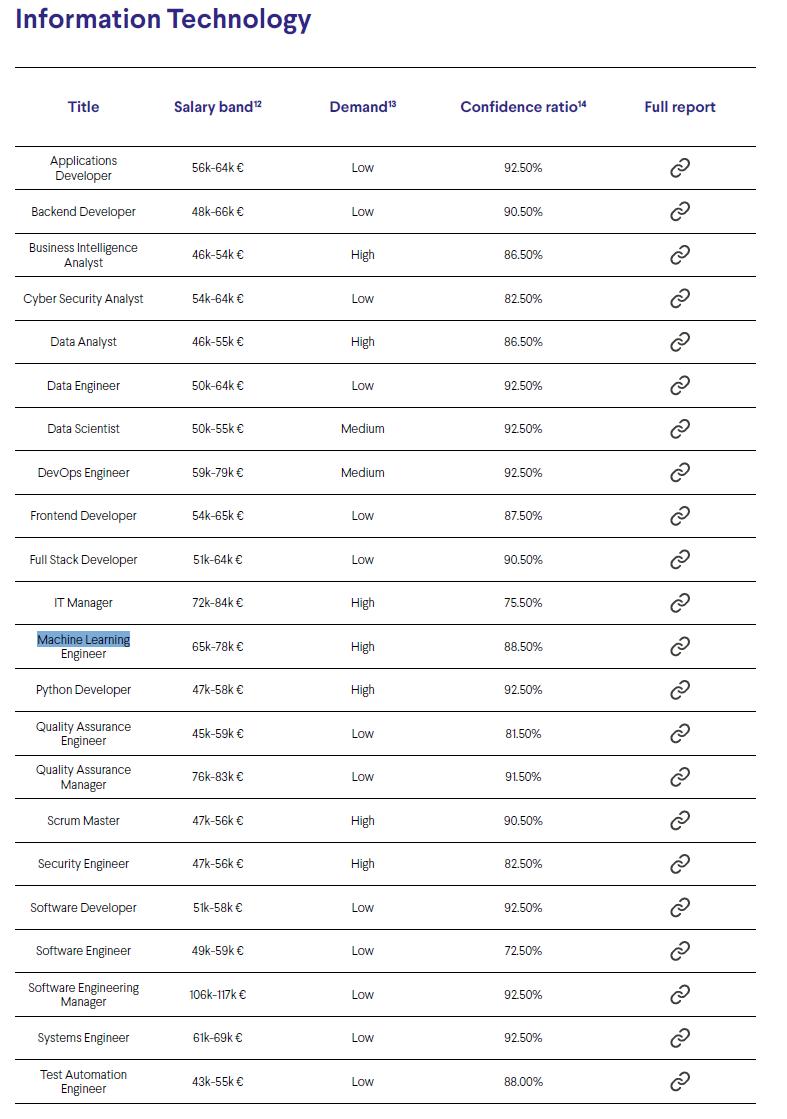 Information Technology
Title Salary band¹² Demand¹³ Confidence ratio¹⁴ Full report
Applications
Developer 56k-64k € Low 92.50%
Backend Developer 48k-66k € Low 90.50%
Business Intelligence
Analyst 46k-54k € High 86.50%
Cyber Security Analyst 54k-64k € Low 82.50%
Data Analyst 46k-55k € High 86.50%
Data Engineer 50k-64k € Low 92.50%
Data Scientist 50k-55k € Medium 92.50%
DevOps Engineer 59k-79k € Medium 92.50%
Frontend Developer 54k-65k € Low 87.50%
Full Stack Developer 51k-64k € Low 90.50%
IT Manager 72k-84k € High 75.50%
Machine Learning
Engineer 65k-78k € High 88.50%
Python Developer 47k-58k € High 92.50%
Quality Assurance
Engineer 45k-59k € Low 81.50%
Quality Assurance
Manager 76k-83k € Low 91.50%
Scrum Master 47k-56k € High 90.50%
Security Engineer 47k-56k € High 82.50%
Software Developer 51k-58k € Low 92.50%
Software Engineer 49k-59k € Low 72.50%
Software Engineering
Manager 106k-117k € Low 92.50%
Systems Engineer 61k-69k € Low 92.50%
Test Automation
Engineer 43k-55k € Low 88.00%